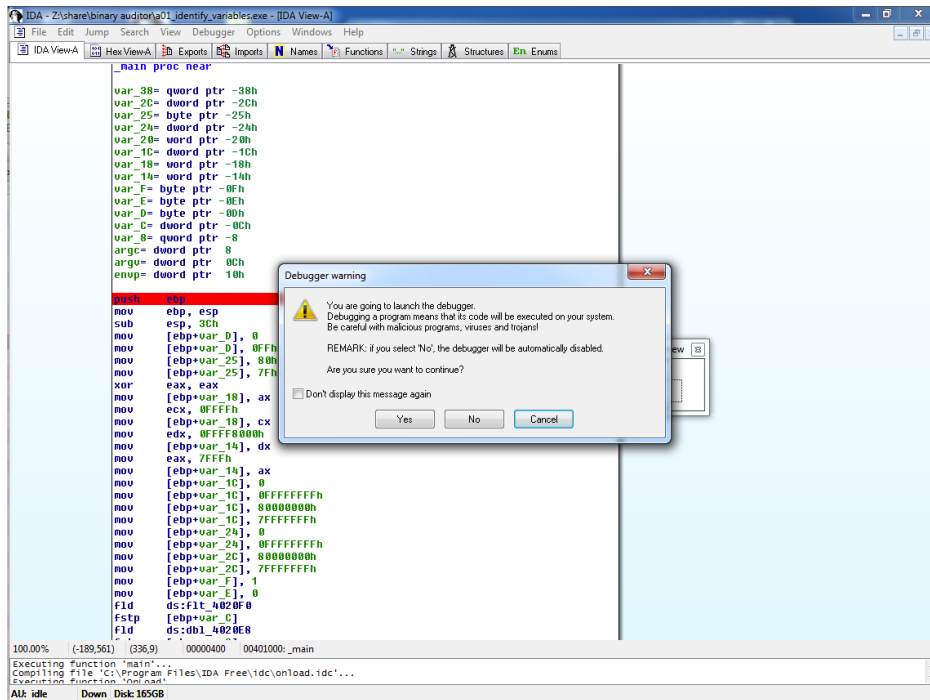 IDA - Z:\share\binary auditor\a01_identify_variables.exe - [IDA View-A]
File Edit Jump Search View Debugger Options Windows Help
IDA View-A Hex View-A Exports Imports N Names Functions "..." Strings Structures En Enums
_main proc near
var_38= qword ptr -38h
var_2C= dword ptr -2Ch
var_25= byte ptr -25h
var_24= dword ptr -24h
var_20= word ptr -20h
var_1C= dword ptr -1Ch
var_18= word ptr -18h
var_14= word ptr -14h
var_F= byte ptr -0Fh
var_E= byte ptr -0Eh
var_D= byte ptr -0Dh
var_C= dword ptr -0Ch
var_8= qword ptr -8
argc= dword ptr 8
argv= dword ptr 0Ch
envp= dword ptr 10h
push ebp
mov ebp, esp
sub esp, 3Ch
mov [ebp+var_D], 0
mov [ebp+var_D], 0FFh
mov [ebp+var_25], 80h
mov [ebp+var_25], 7Fh
xor eax, eax
mov [ebp+var_18], ax
mov ecx, 0FFFFh
mov [ebp+var_18], cx
mov edx, 0FFFF8000h
mov [ebp+var_14], dx
mov eax, 7FFFh
mov [ebp+var_14], ax
mov [ebp+var_1C], 0
mov [ebp+var_1C], 0FFFFFFFFh
mov [ebp+var_1C], 80000000h
mov [ebp+var_1C], 7FFFFFFFh
mov [ebp+var_24], 0
mov [ebp+var_24], 0FFFFFFFFh
mov [ebp+var_2C], 80000000h
mov [ebp+var_2C], 7FFFFFFFh
mov [ebp+var_F], 1
mov [ebp+var_E], 0
fld ds:flt_4020F0
fstp [ebp+var_C]
fld ds:dbl_4020E8
Debugger warning
You are going to launch the debugger.
Debugging a program means that its code will be executed on your system.
Be careful with malicious programs, viruses and trojans!
REMARK: if you select 'No', the debugger will be automatically disabled.
Are you sure you want to continue?
Don't display this message again
Yes No Cancel
ew
100.00% (-189,561) (336,9) 00000400 00401000: _main
Executing function 'main'...
Compiling file 'C:\Program Files\IDA Free\idc\onload.idc'...
Executing function 'OnLoad'...
AU: idle Down Disk: 165GB